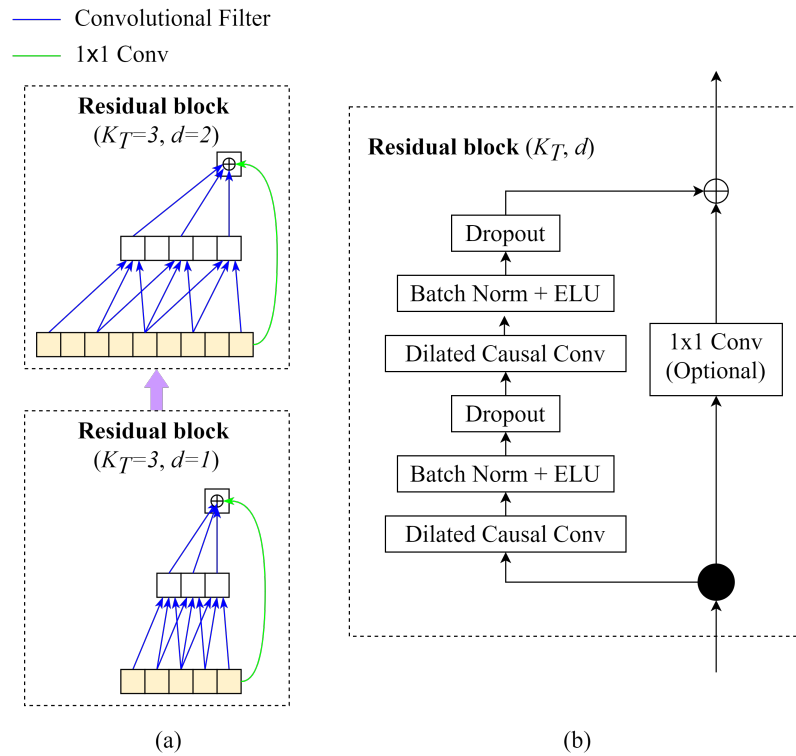 Convolutional Filter
1x1 Conv
Residual block
(K_T=3, d=2)
Residual block
(K_T=3, d=1)
(a)
Residual block (K_T, d)
Dropout
Batch Norm + ELU
Dilated Causal Conv
Dropout
Batch Norm + ELU
Dilated Causal Conv
1x1 Conv
(Optional)
(b)